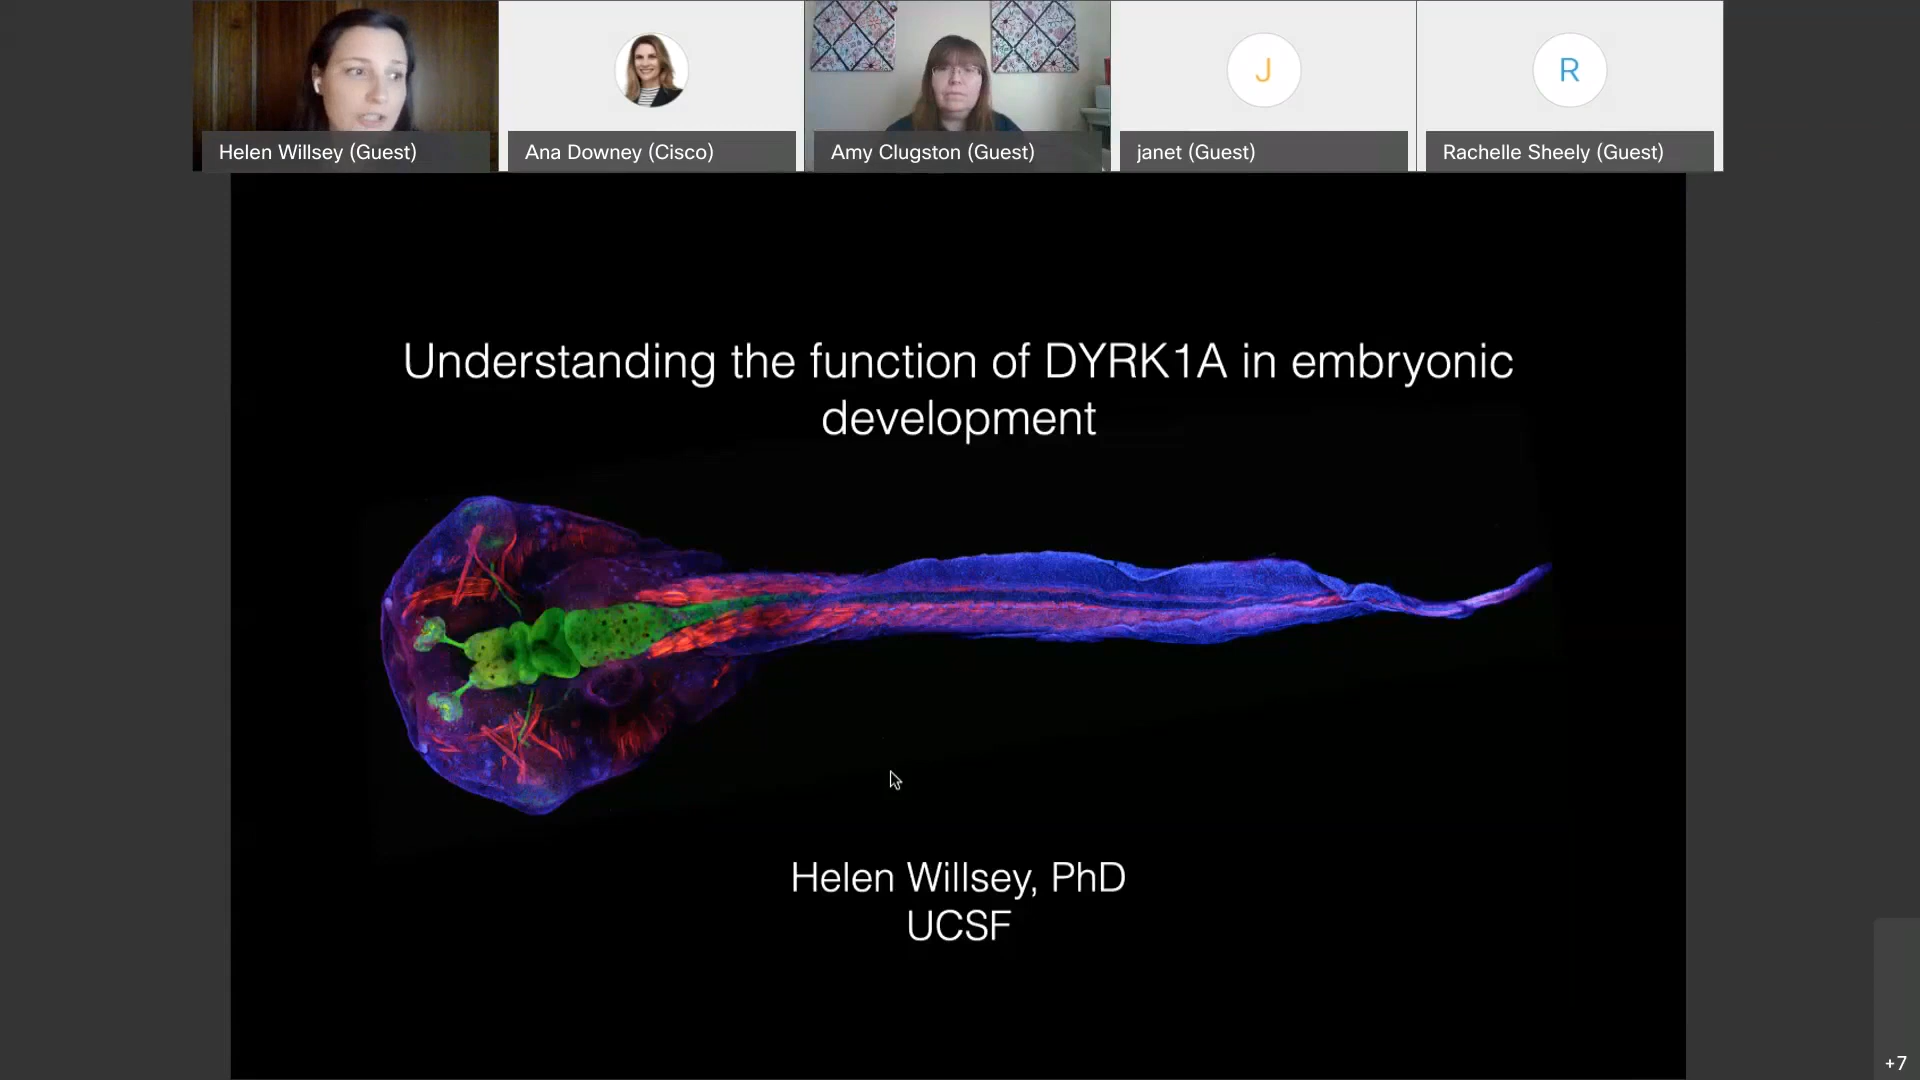 Helen Willsey (Guest)
Ana Downey (Cisco)
Amy Clugston (Guest)
J
janet (Guest)
R
Rachelle Sheely (Guest)
Understanding the function of DYRK1A in embryonic
development
Helen Willsey, PhD
UCSF
+7